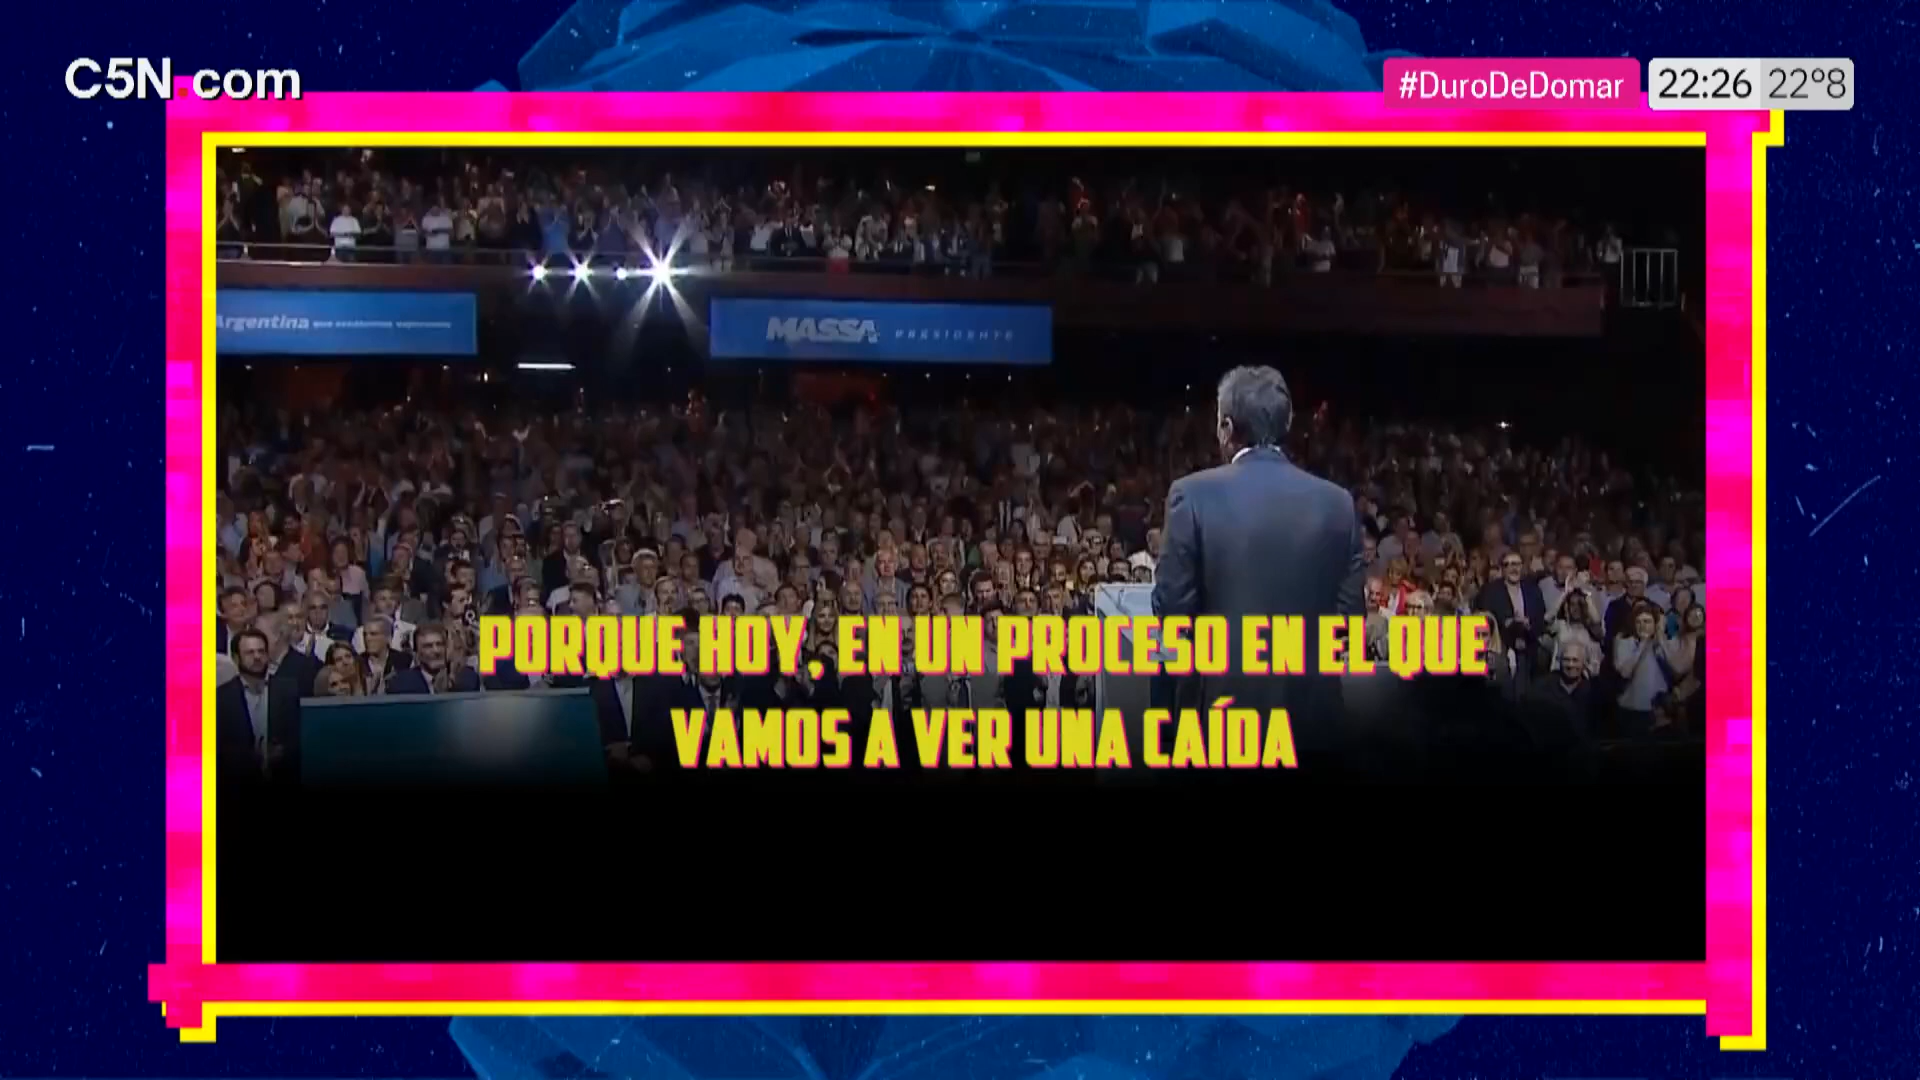 C5N.com
#DuroDeDomar
22:26 22°8
Argentina
MASSA PRESIDENTE
PORQUE HOY, EN UN PROCESO EN EL QUE
VAMOS A VER UNA CAÍDA